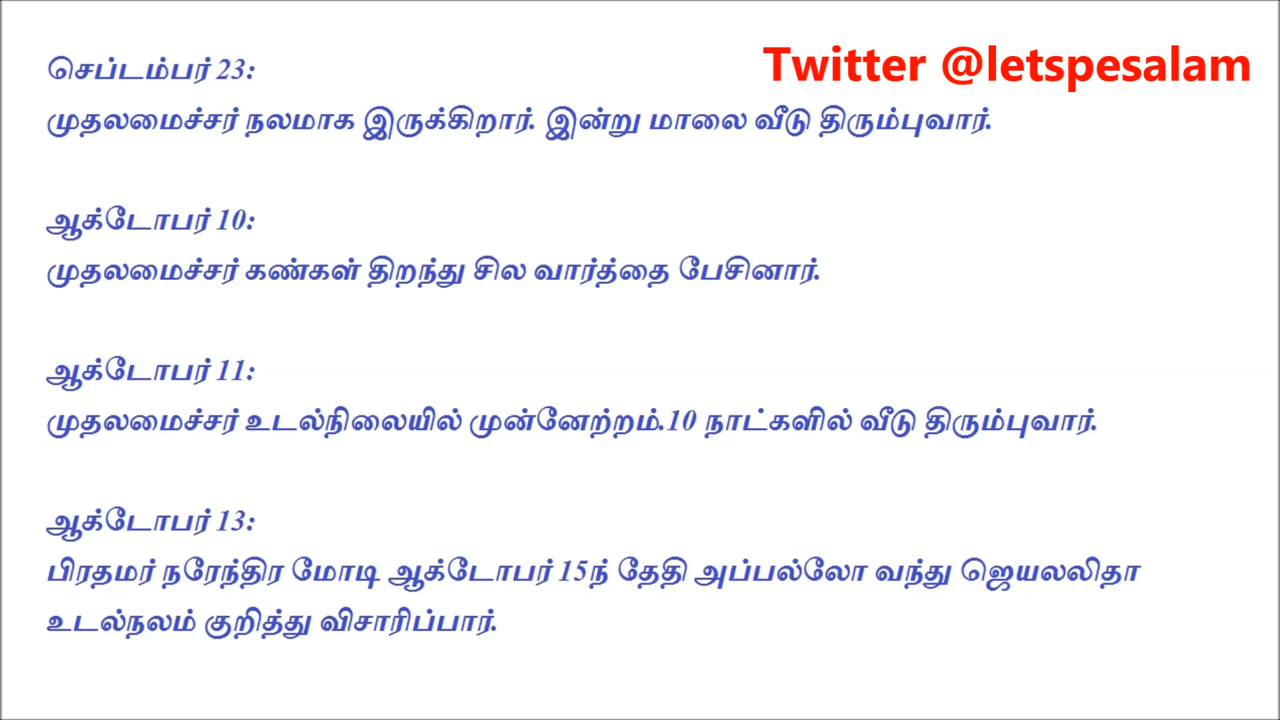 Twitter @letspesalam
செப்டம்பர் 23:
முதலமைச்சர் நலமாக இருக்கிறார். இன்று மாலை வீடு திரும்புவார்.
ஆக்டோபர் 10:
முதலமைச்சர் கண்கள் திறந்து சில வார்த்தை பேசினார்.
ஆக்டோபர் 11:
முதலமைச்சர் உடல்நிலையில் முன்னேற்றம்.10 நாட்களில் வீடு திரும்புவார்.
ஆக்டோபர் 13:
பிரதமர் நரேந்திர மோடி ஆக்டோபர் 15ந் தேதி அப்பல்லோ வந்து ஜெயலலிதா
உடல்நலம் குறித்து விசாரிப்பார்.